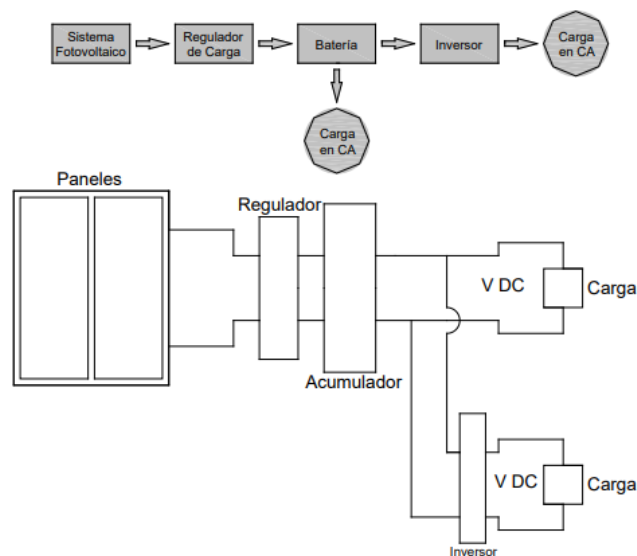 Sistema
Fotovoltaico
Regulador
de Carga
Batería
Inversor
Carga
en CA
Carga
en CA
Paneles
Regulador
V DC
Carga
Acumulador
V DC
Carga
Inversor